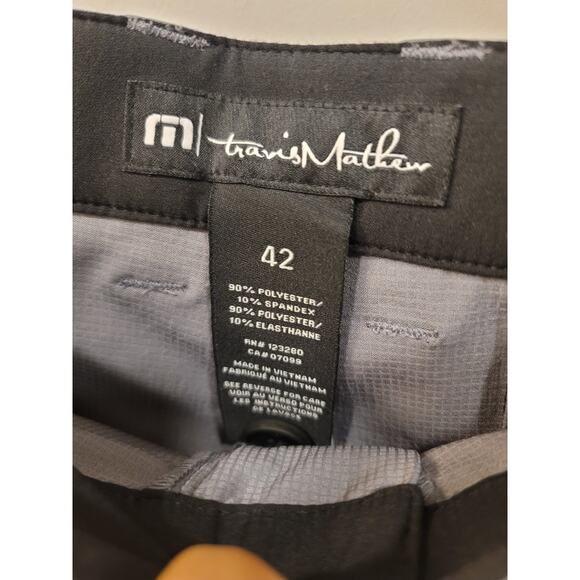 m | travisMathew
42
90% POLYESTER/
10% SPANDEX
90% POLYESTER/
10% ELASTHANNE
RN# 123280
CA# 07099
MADE IN VIETNAM
FABRIQUÉ AU VIETNAM
SEE REVERSE FOR CARE
VOIR AU VERSO POUR
LES INSTRUCTIONS
DE LAVAGE